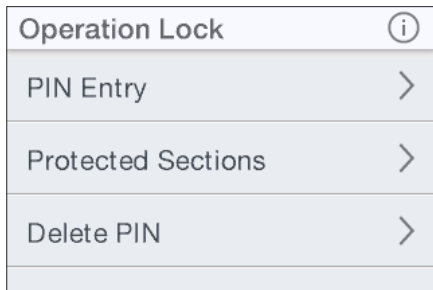 Operation Lock
PIN Entry
Protected Sections
Delete PIN